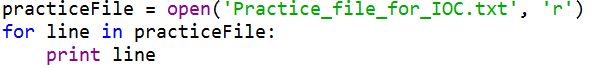 practiceFile = open('Practice_file_for_IOC.txt', 'r')
for line in practiceFile:
    print line